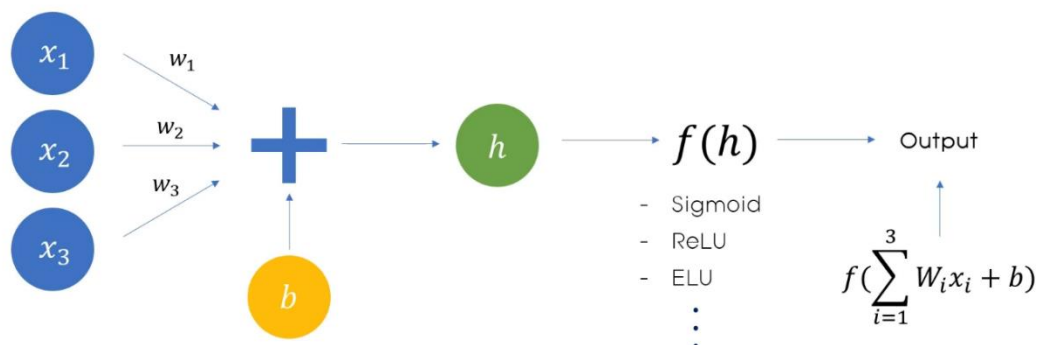 x₁
w₁
x₂
w₂
x₃
w₃
+
b
h
f(h)
- Sigmoid
- ReLU
- ELU
⋮
Output
f(∑_{i=1}^{3} W_i x_i + b)